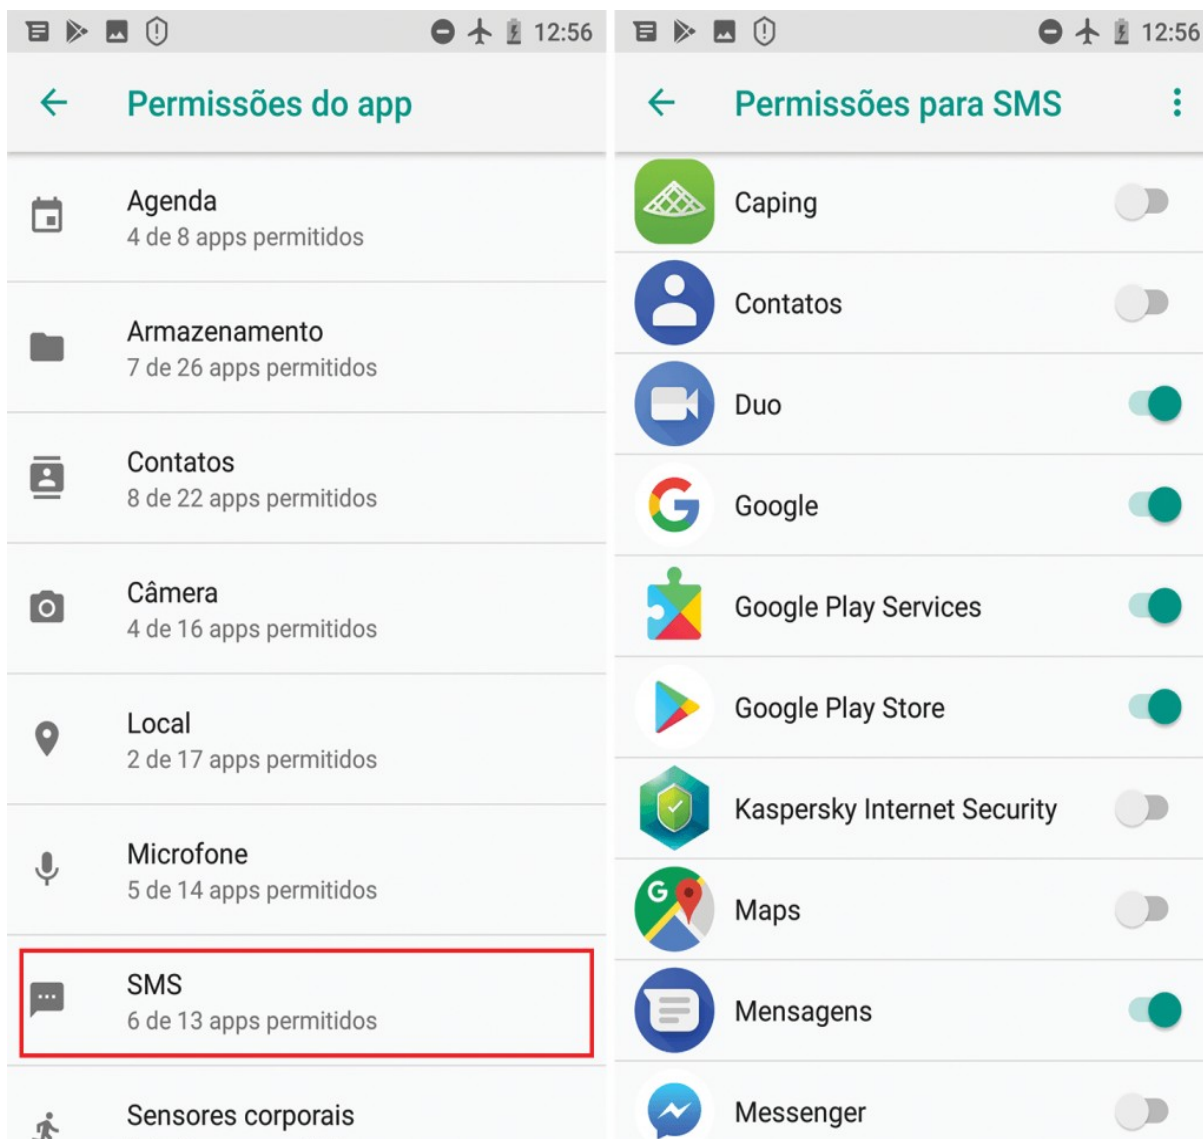 12:56
Permissões do app
Agenda
4 de 8 apps permitidos
Armazenamento
7 de 26 apps permitidos
Contatos
8 de 22 apps permitidos
Câmera
4 de 16 apps permitidos
Local
2 de 17 apps permitidos
Microfone
5 de 14 apps permitidos
SMS
6 de 13 apps permitidos
Sensores corporais
12:56
Permissões para SMS
Caping
Contatos
Duo
Google
Google Play Services
Google Play Store
Kaspersky Internet Security
Maps
Mensagens
Messenger